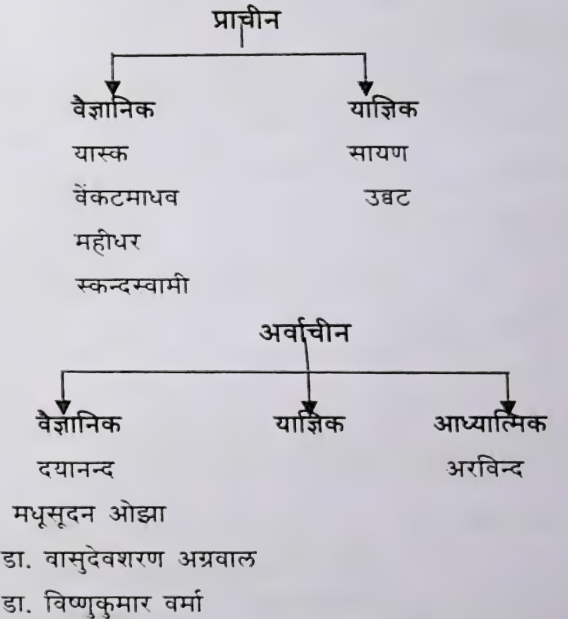 प्राचीन
वैज्ञानिक याज्ञिक
यास्क सायण
वेंकटमाधव उव्वट
महीधर
स्कन्दस्वामी
अर्वाचीन
वैज्ञानिक याज्ञिक आध्यात्मिक
दयानन्द अरविन्द
मधूसूदन ओझा
डा. वासुदेवशरण अग्रवाल
डा. विष्णुकुमार वर्मा